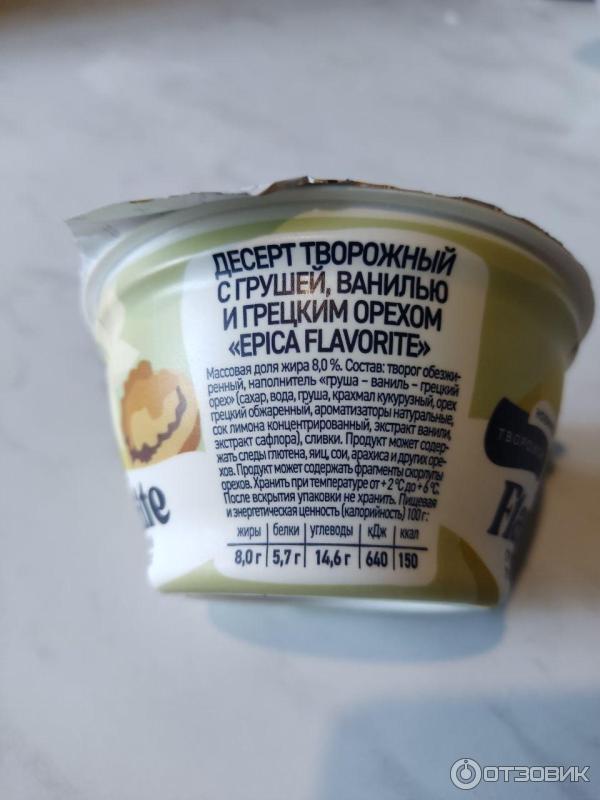 ДЕСЕРТ ТВОРОЖНЫЙ
С ГРУШЕЙ, ВАНИЛЬЮ
И ГРЕЦКИМ ОРЕХОМ
«EPICA FLAVORITE»
Массовая доля жира 8,0 %. Состав: творог обезжи-
ренный, наполнитель «груша – ваниль – грецкий
орех» (сахар, вода, груша, крахмал кукурузный, орех
грецкий обжаренный, ароматизаторы натуральные,
сок лимона концентрированный, экстракт ванили,
экстракт сафлора), сливки. Продукт может содер-
жать следы глютена, яиц, сои, арахиса и других оре-
хов. Продукт может содержать фрагменты скорлупы
орехов. Хранить при температуре от + 2 °С до + 6 °С.
После вскрытия упаковки не хранить. Пищевая
и энергетическая ценность (калорийность) 100 г:
жиры белки углеводы кДж ккал
8,0 г 5,7 г 14,6 г 640 150
ite
ТВОРО
Fl
ОТЗОВИК